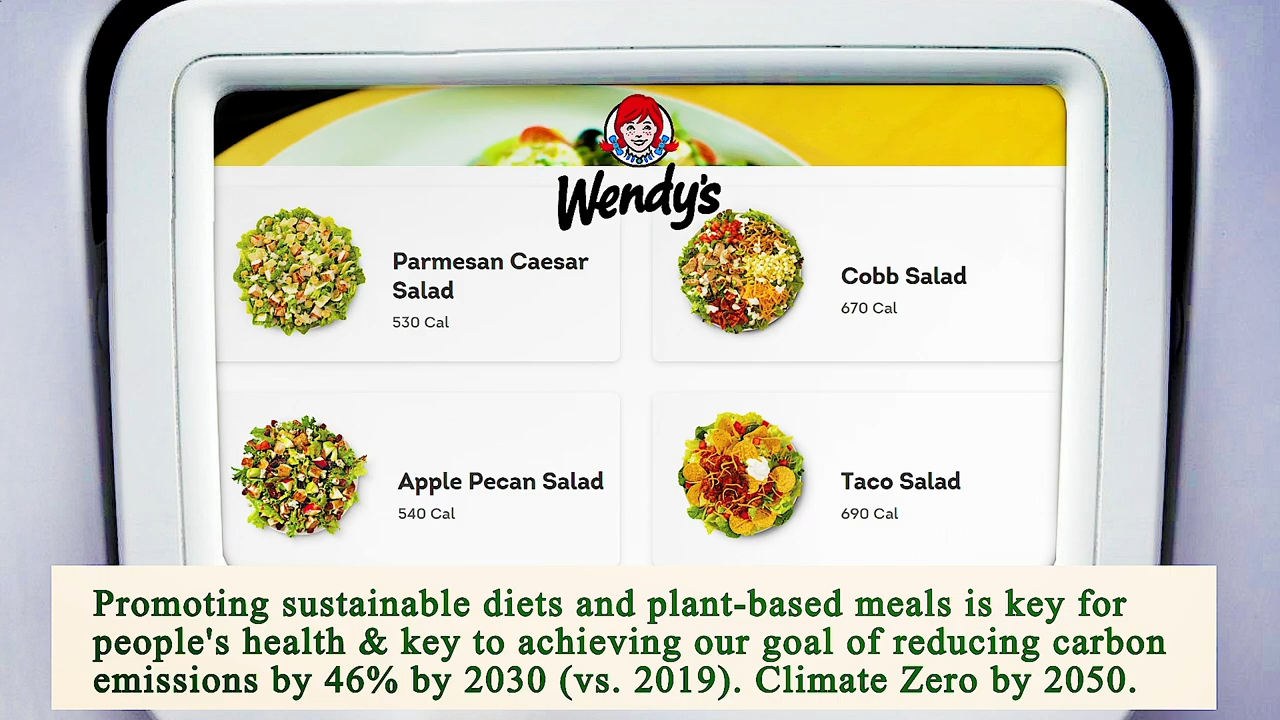 Wendy's
Parmesan Caesar
Salad
530 Cal
Cobb Salad
670 Cal
Apple Pecan Salad
540 Cal
Taco Salad
690 Cal
Promoting sustainable diets and plant-based meals is key for
people's health & key to achieving our goal of reducing carbon
emissions by 46% by 2030 (vs. 2019). Climate Zero by 2050.